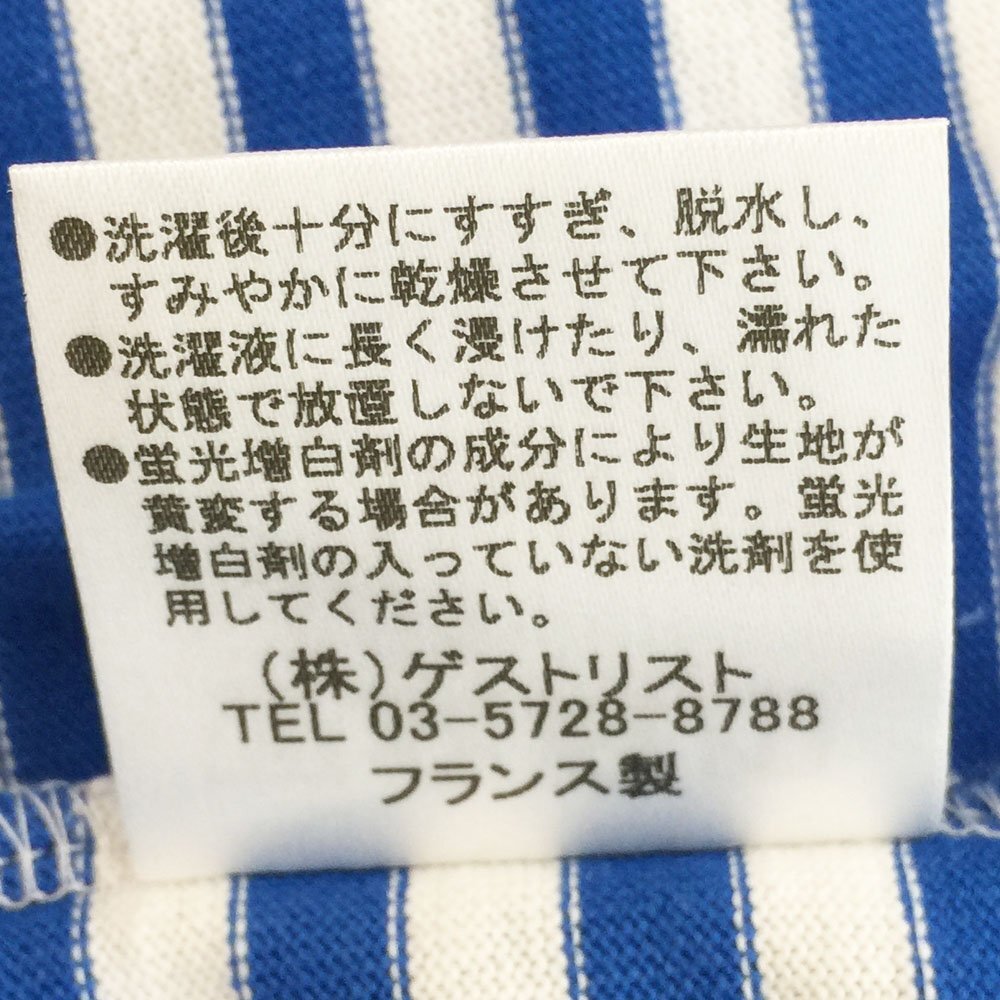 ●洗濯後十分にすすぎ、脱水し、
すみやかに乾燥させて下さい。
●洗濯液に長く浸けたり、濡れた
状態で放置しないで下さい。
●蛍光増白剤の成分により生地が
黄変する場合があります。蛍光
増白剤の入っていない洗剤を使
用してください。
(株)ゲストリスト
TEL 03-5728-8788
フランス製